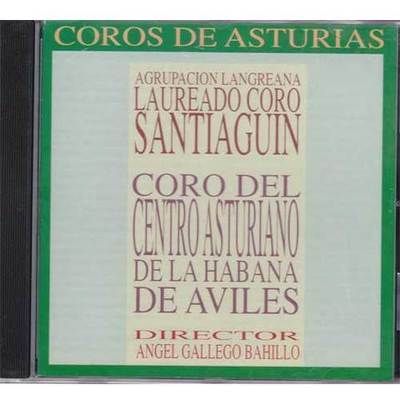 COROS DE ASTURIAS
AGRUPACION LANGREANA
LAUREADO CORO
SANTIAGUIN
CORO DEL
CENTRO ASTURIANO
DE LA HABANA
DE AVILES
DIRECTOR
ANGEL GALLEGO BAHILLO